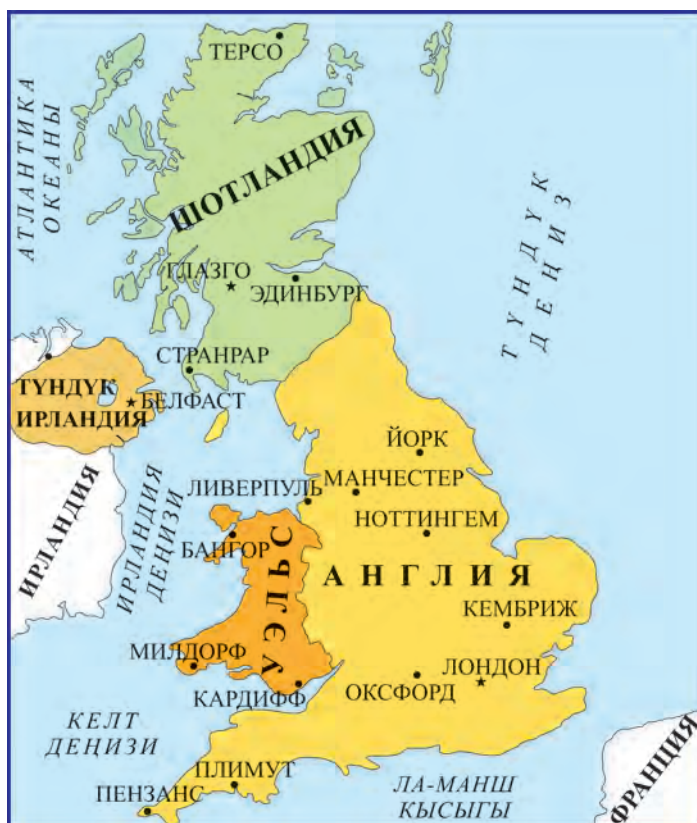 ТЕРСО
АТЛАНТИКА
ОКЕАНЫ
ШОТЛАНДИЯ
ТҮНДҮК
ДЕҢИЗ
ГЛАЗГО
ЭДИНБУРГ
СТРАНРАР
ТҮНДҮК
ИРЛАНДИЯ
БЕЛФАСТ
ЙОРК
МАНЧЕСТЕР
ЛИВЕРПУЛЬ
НОТТИНГЕМ
ИРЛАНДИЯ
ИРЛАНДИЯ
ДЕҢИЗИ
БАНГОР
УЭЛЬС
АНГЛИЯ
КЕМБРИЖ
МИЛДОРФ
ЛОНДОН
ОКСФОРД
КАРДИФФ
КЕЛТ
ДЕҢИЗИ
ПЛИМУТ
ПЕНЗАНС
ЛА-МАНШ
КЫСЫГЫ
ФРАНЦИЯ